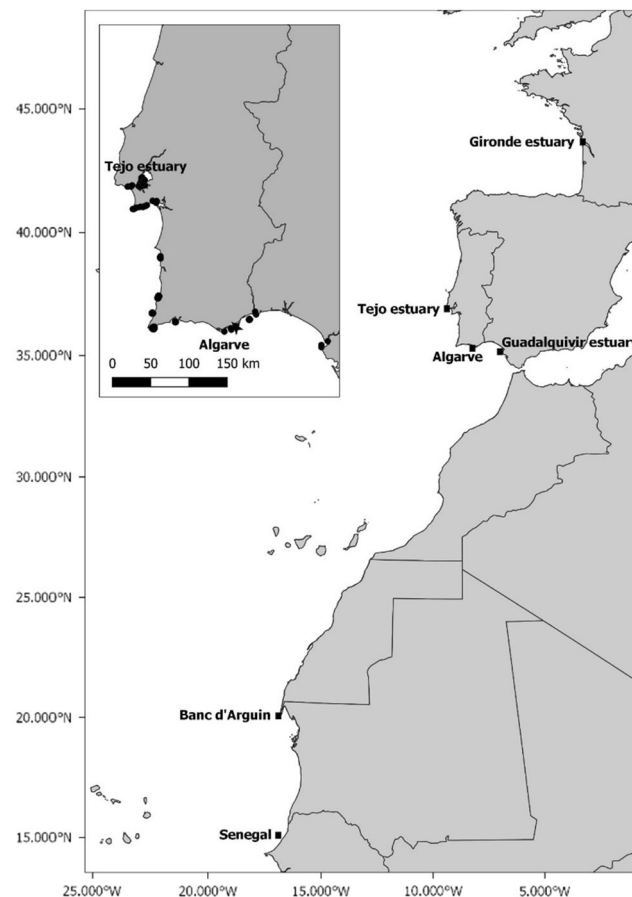 45.000°N
40.000°N
35.000°N
30.000°N
25.000°N
20.000°N
15.000°N
Tejo estuary
Algarve
0 50 100 150 km
Gironde estuary
Tejo estuary
Algarve
Guadalquivir estuary
Banc d'Arguin
Senegal
25.000°W 20.000°W 15.000°W 10.000°W 5.000°W